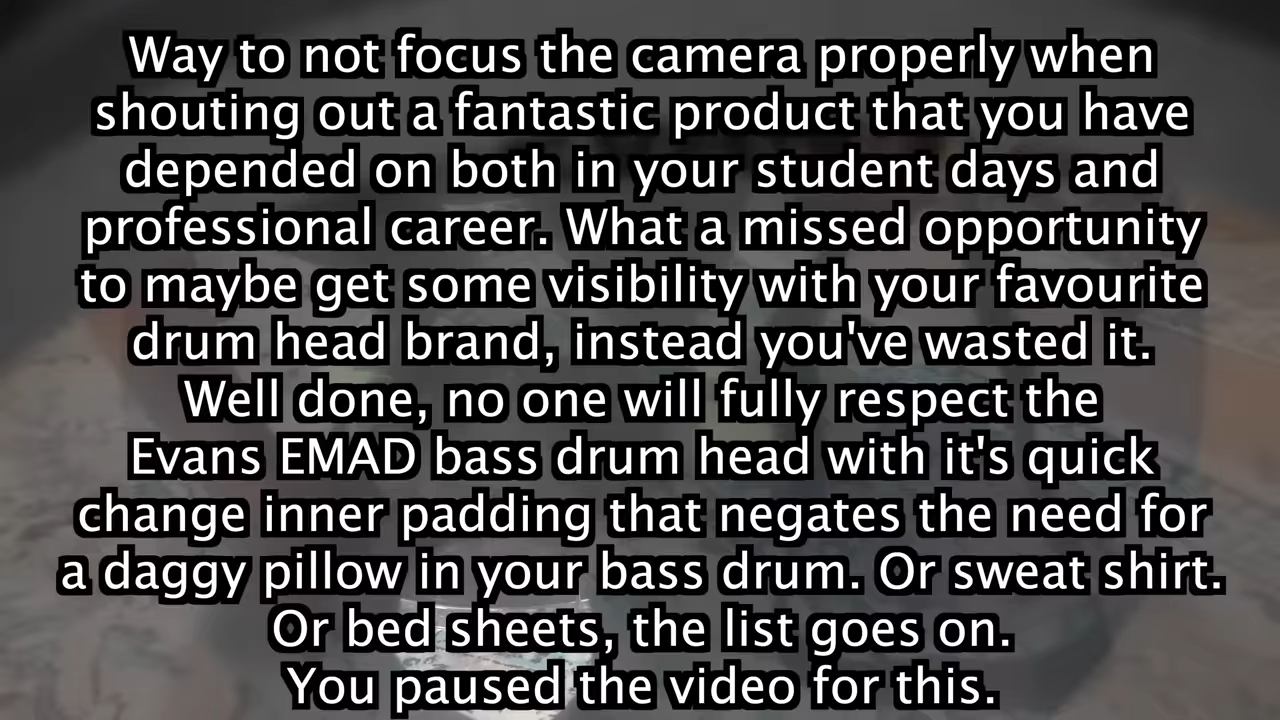 Way to not focus the camera properly when
shouting out a fantastic product that you have
depended on both in your student days and
professional career. What a missed opportunity
to maybe get some visibility with your favourite
drum head brand, instead you've wasted it.
Well done, no one will fully respect the
Evans EMAD bass drum head with it's quick
change inner padding that negates the need for
a daggy pillow in your bass drum. Or sweat shirt.
Or bed sheets, the list goes on.
You paused the video for this.